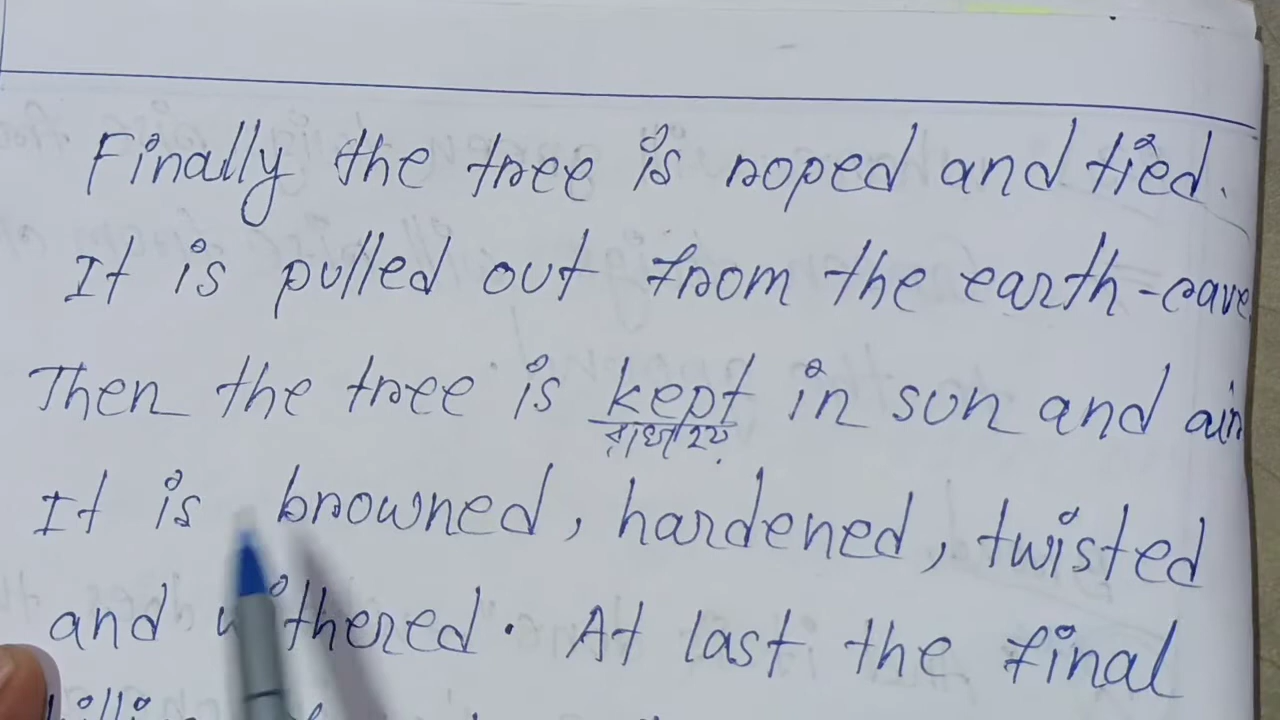 Finally the tree is roped and tied.
It is pulled out from the earth-cave.
Then the tree is kept in sun and air
রাখা হয়
It is browned, hardened, twisted
and withered. At last the final